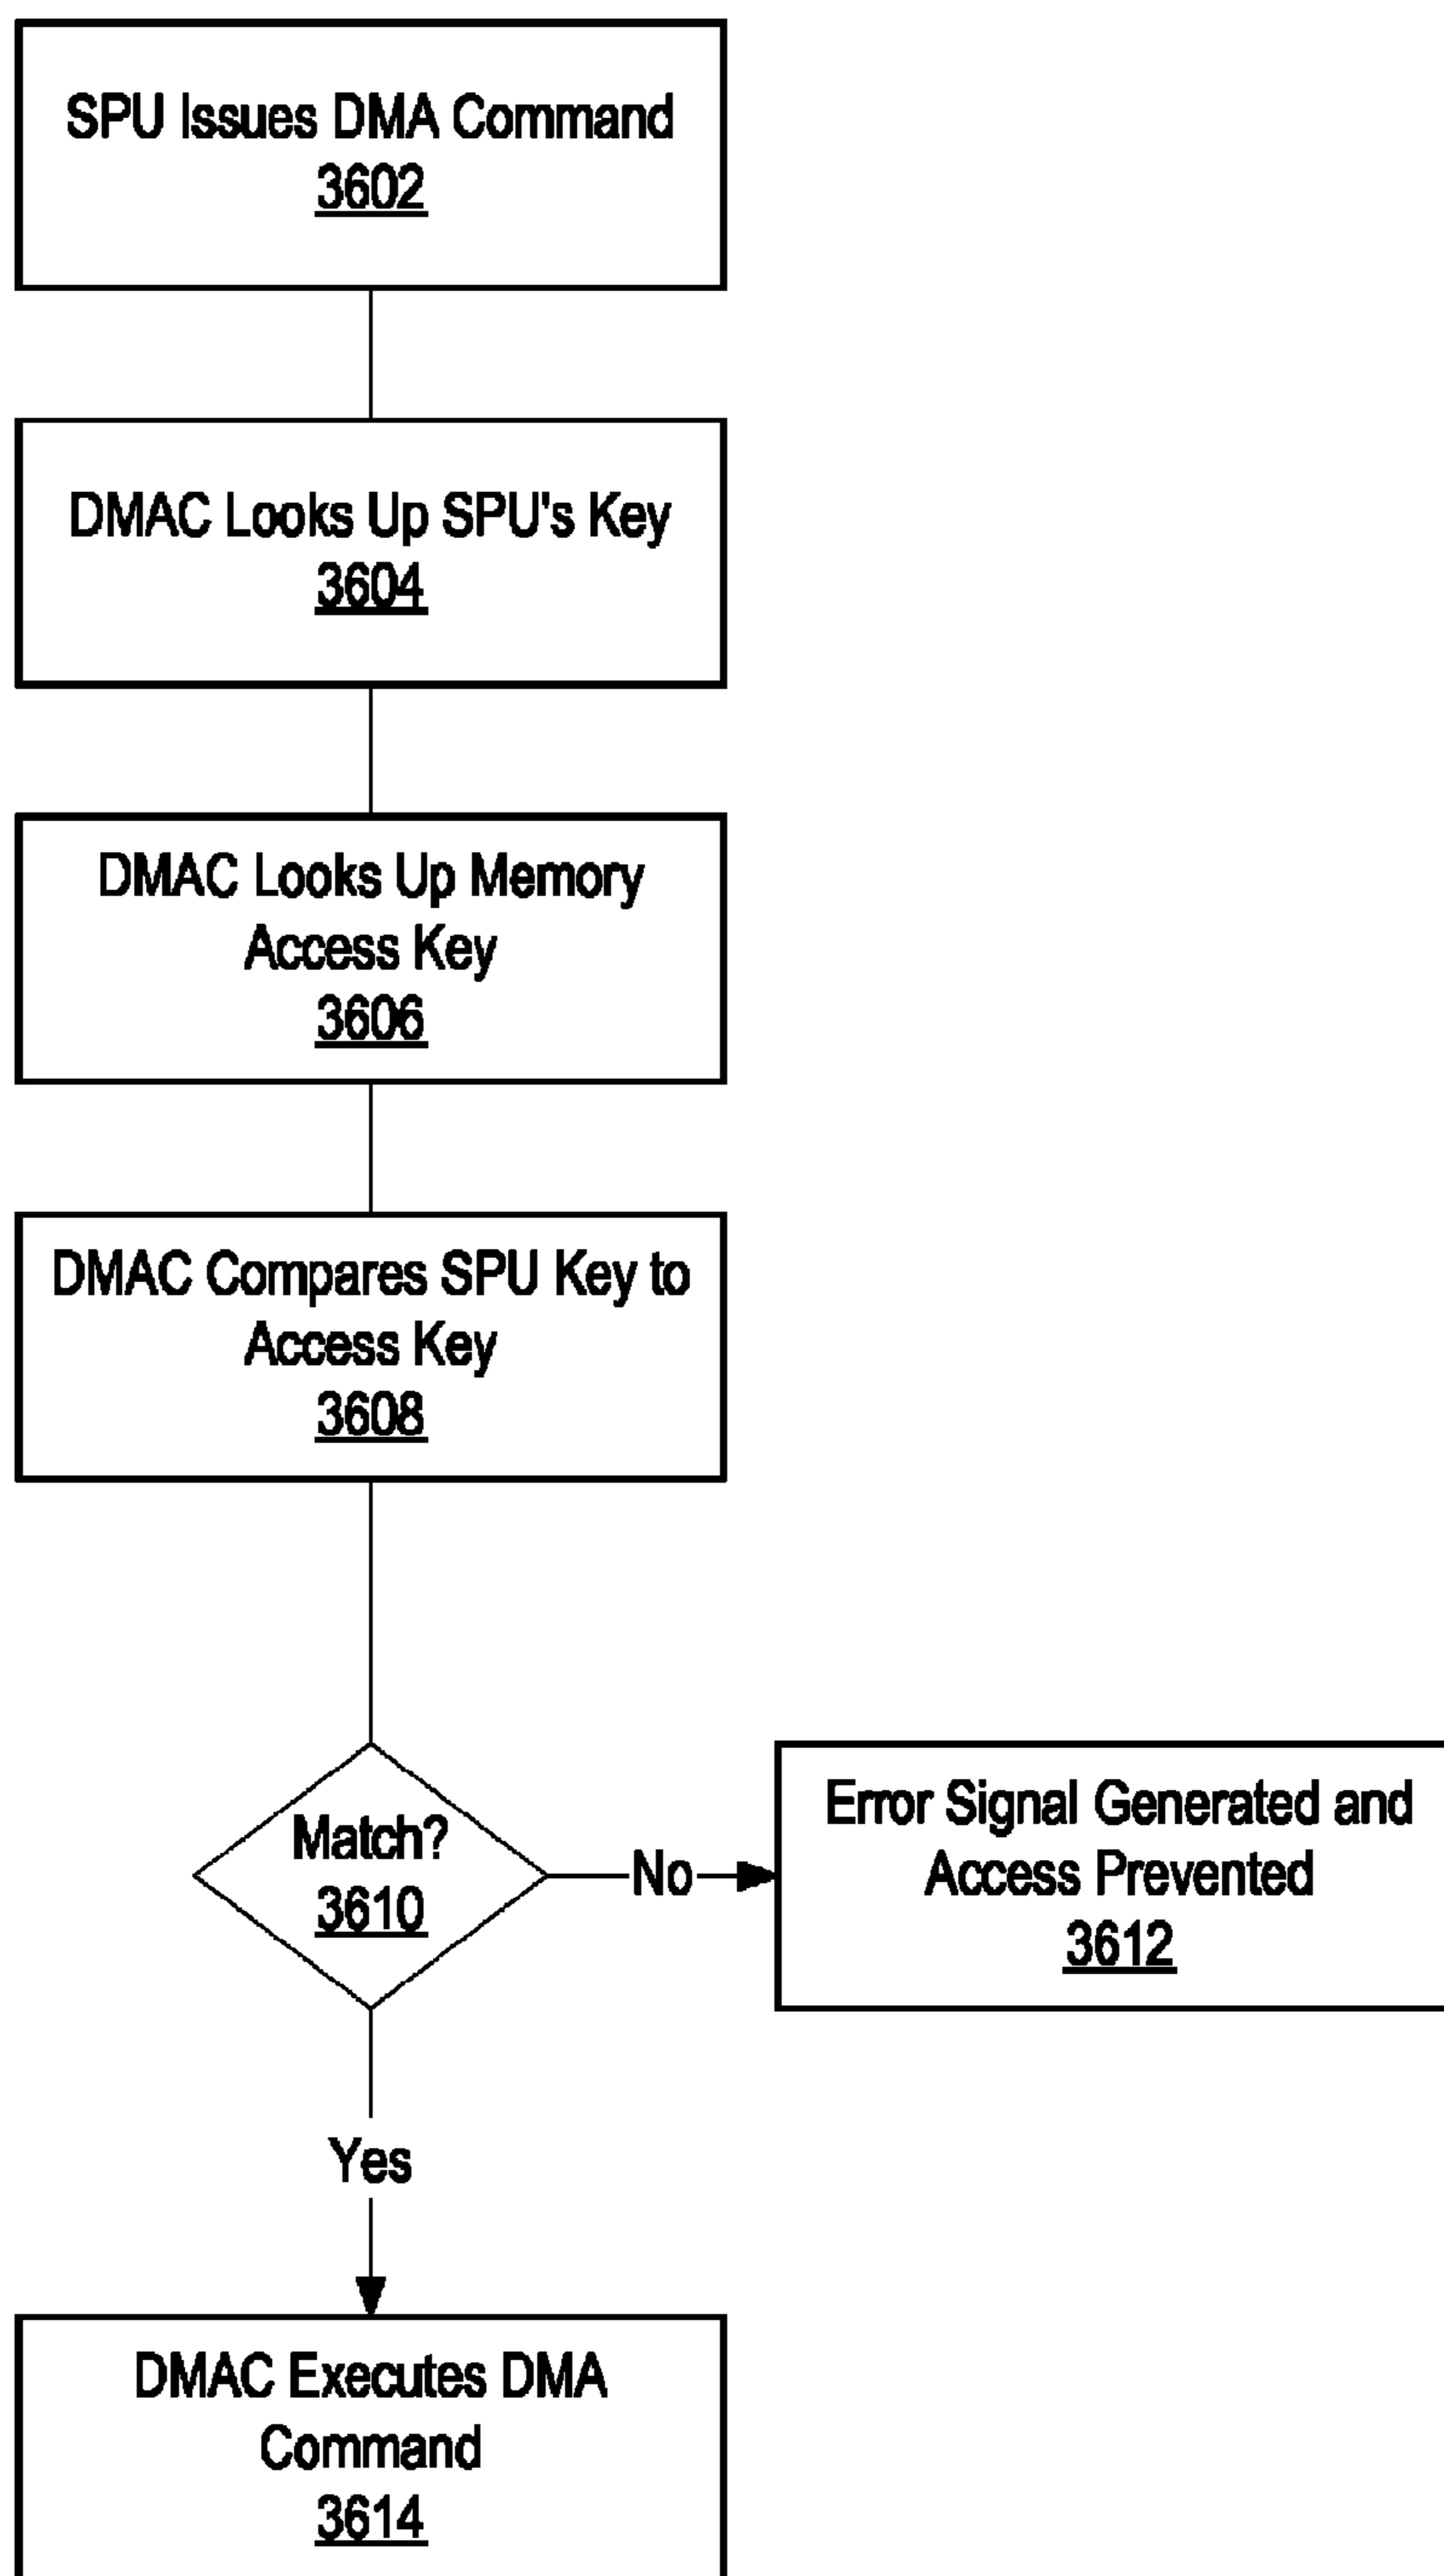 SPU Issues DMA Command
3602
DMAC Looks Up SPU's Key
3604
DMAC Looks Up Memory
Access Key
3606
DMAC Compares SPU Key to
Access Key
3608
Match?
3610
No
Error Signal Generated and
Access Prevented
3612
Yes
DMAC Executes DMA
Command
3614